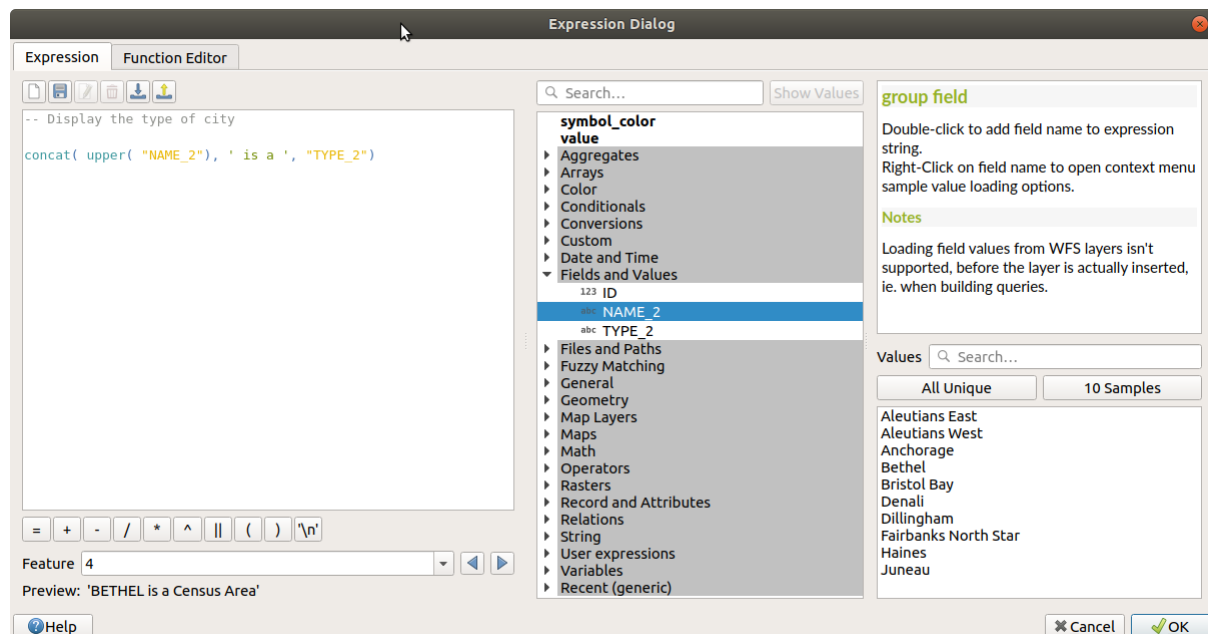 Expression Dialog
Expression
Function Editor
-- Display the type of city
concat( upper( "NAME_2"), ' is a ', "TYPE_2")
= + - / * ^ || ( ) '\n'
Feature 4
Preview: 'BETHEL is a Census Area'
Search...
Show Values
symbol_color
value
Aggregates
Arrays
Color
Conditionals
Conversions
Custom
Date and Time
Fields and Values
123 ID
abc NAME_2
abc TYPE_2
Files and Paths
Fuzzy Matching
General
Geometry
Map Layers
Maps
Math
Operators
Rasters
Record and Attributes
Relations
String
User expressions
Variables
Recent (generic)
group field
Double-click to add field name to expression
string.
Right-Click on field name to open context menu
sample value loading options.
Notes
Loading field values from WFS layers isn't
supported, before the layer is actually inserted,
ie. when building queries.
Values Search...
All Unique
10 Samples
Aleutians East
Aleutians West
Anchorage
Bethel
Bristol Bay
Denali
Dillingham
Fairbanks North Star
Haines
Juneau
Help
Cancel
OK